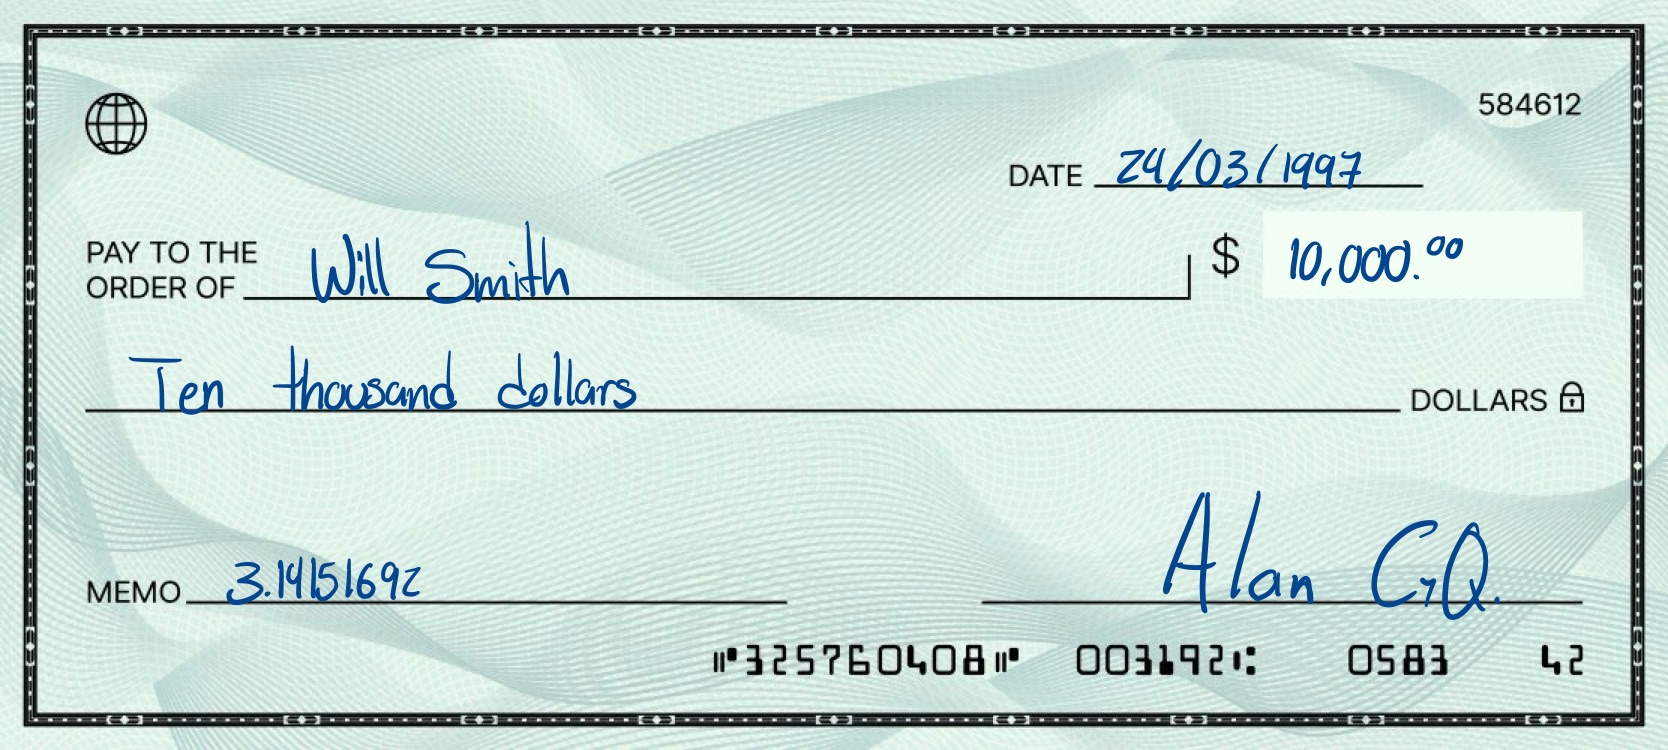 584612
DATE 24/03/1997
PAY TO THE
ORDER OF Will Smith $ 10,000.00
Ten thousand dollars DOLLARS
MEMO 3.14151692 Alan GQ.
⑈325760408⑈ 003192⑆ 0583 42